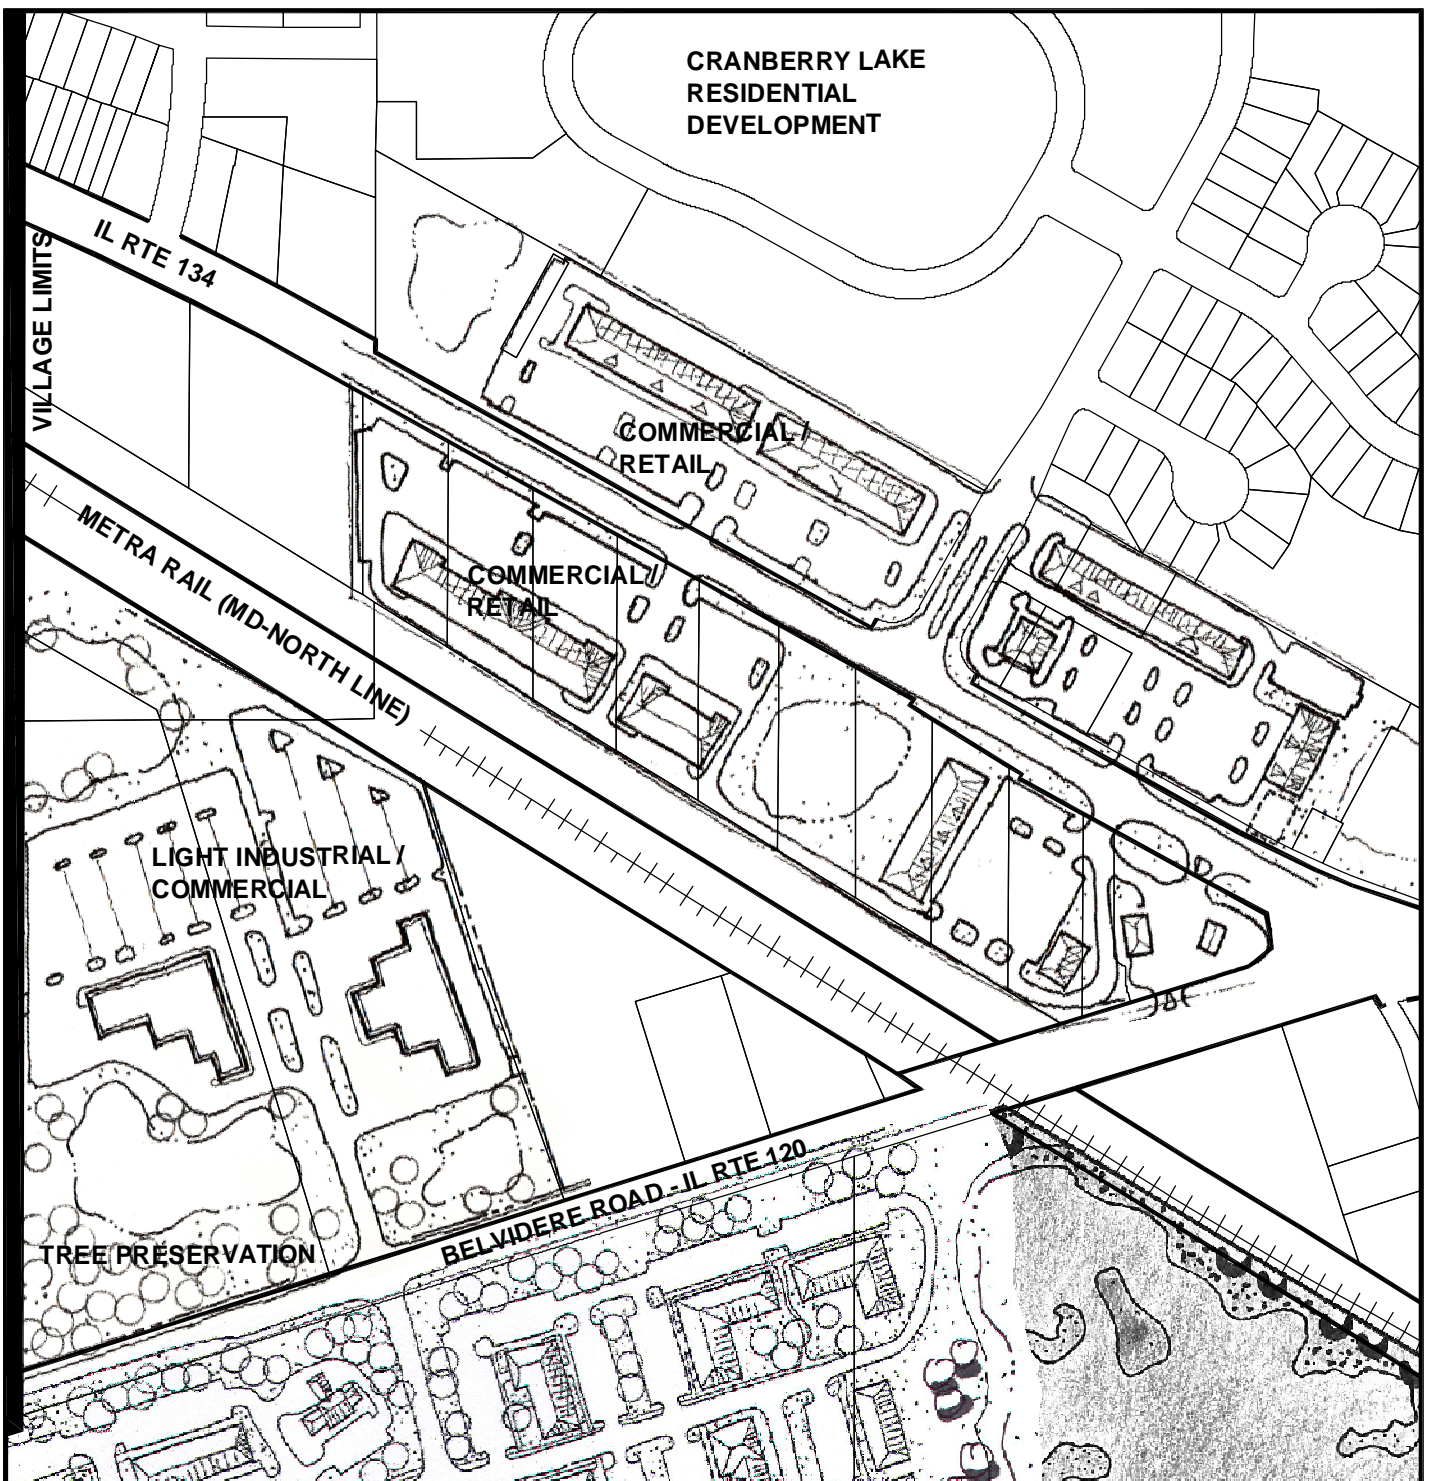 CRANBERRY LAKE
RESIDENTIAL
DEVELOPMENT
IL RTE 134
VILLAGE LIMITS
COMMERCIAL /
RETAIL
METRA RAIL (MD-NORTH LINE)
COMMERCIAL /
RETAIL
LIGHT INDUSTRIAL /
COMMERCIAL
BELVIDERE ROAD - IL RTE 120
TREE PRESERVATION